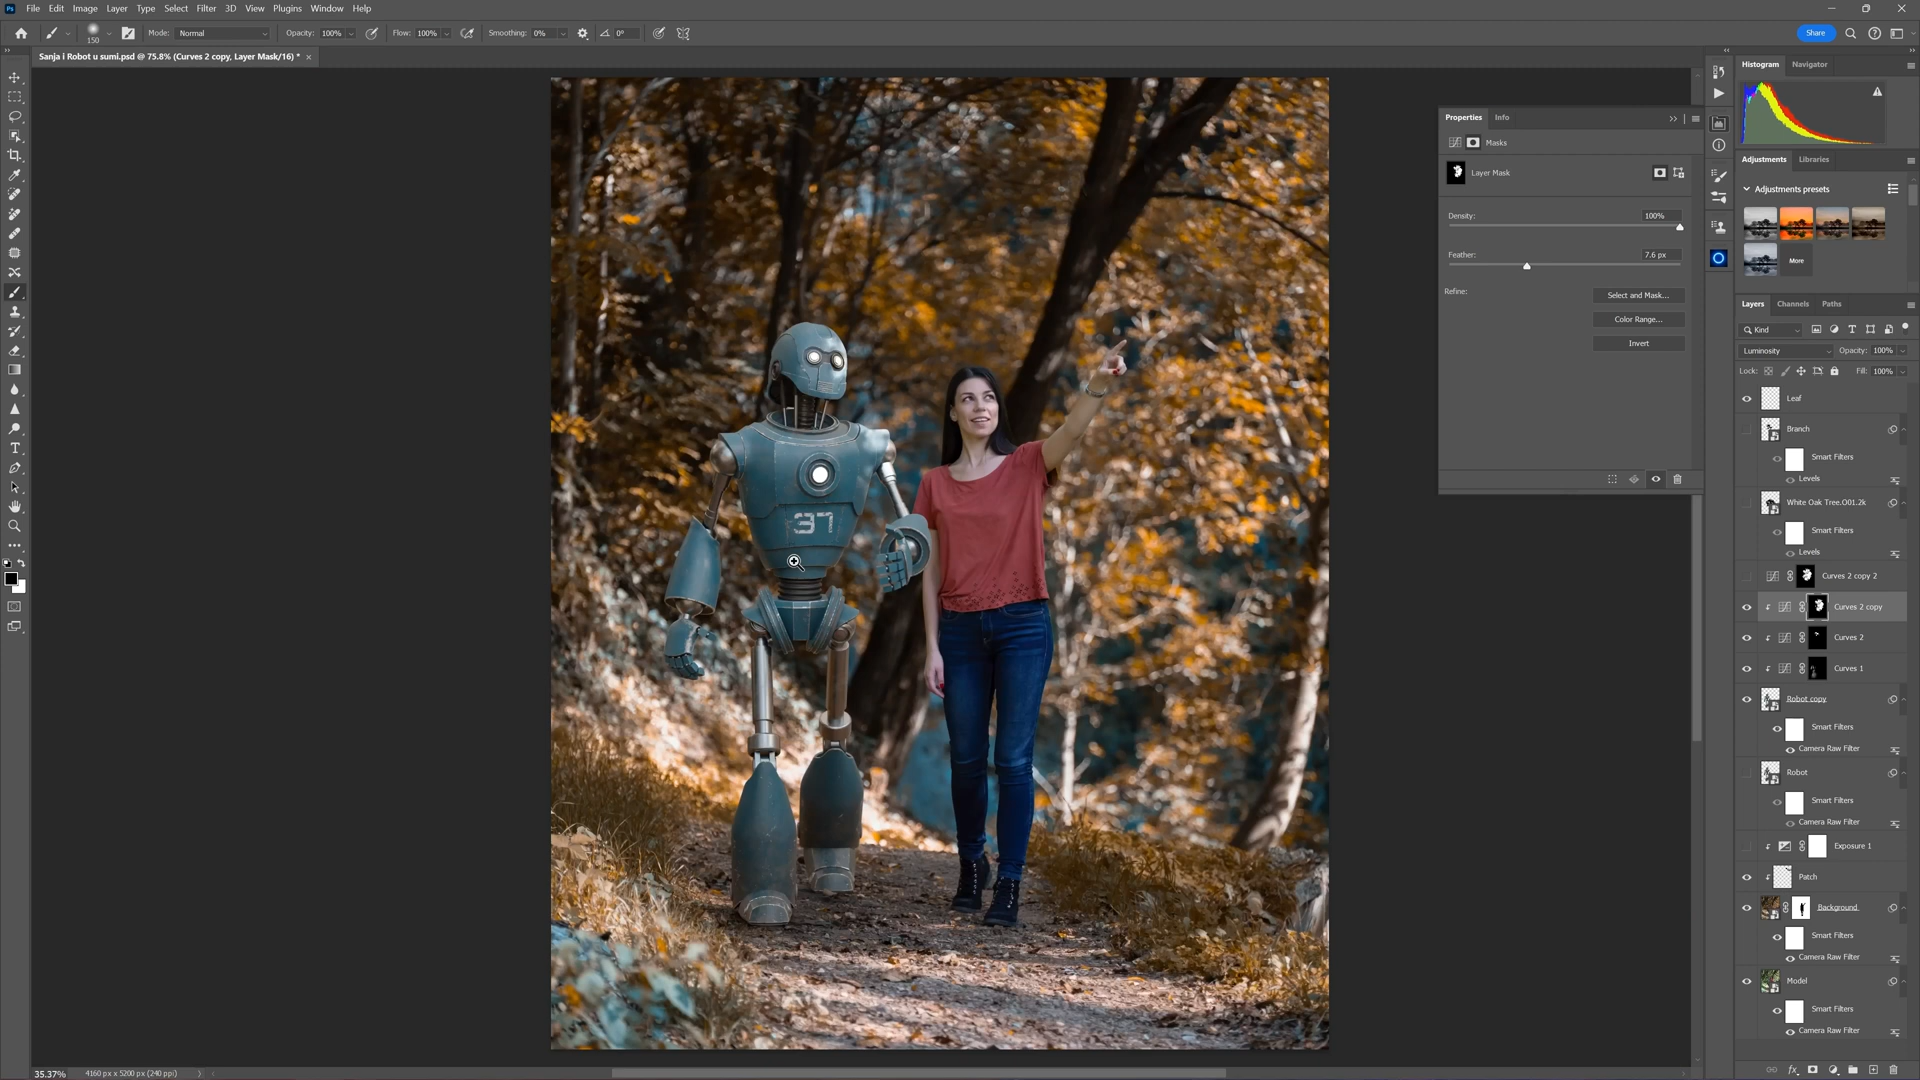 Ps File Edit Image Layer Type Select Filter 3D View Plugins Window Help
150 Mode: Normal Opacity: 100% Flow: 100% Smoothing: 0% 0° Share
Sanja i Robot u sumi.psd @ 75.8% (Curves 2 copy, Layer Mask/16) *
Histogram Navigator
Properties Info
Masks
Layer Mask
Density: 100%
Feather: 7.6 px
Refine:
Select and Mask...
Color Range...
Invert
Adjustments Libraries
Adjustments presets
More
Layers Channels Paths
Kind
Luminosity Opacity: 100%
Lock: Fill: 100%
Leaf
Branch
Smart Filters
Levels
White Oak Tree.O01.2k
Smart Filters
Levels
Curves 2 copy 2
Curves 2 copy
Curves 2
Curves 1
Robot copy
Smart Filters
Camera Raw Filter
Robot
Smart Filters
Camera Raw Filter
Exposure 1
Patch
Background
Smart Filters
Camera Raw Filter
Model
Smart Filters
Camera Raw Filter
37
35.37% 4160 px x 5200 px (240 ppi)
fx